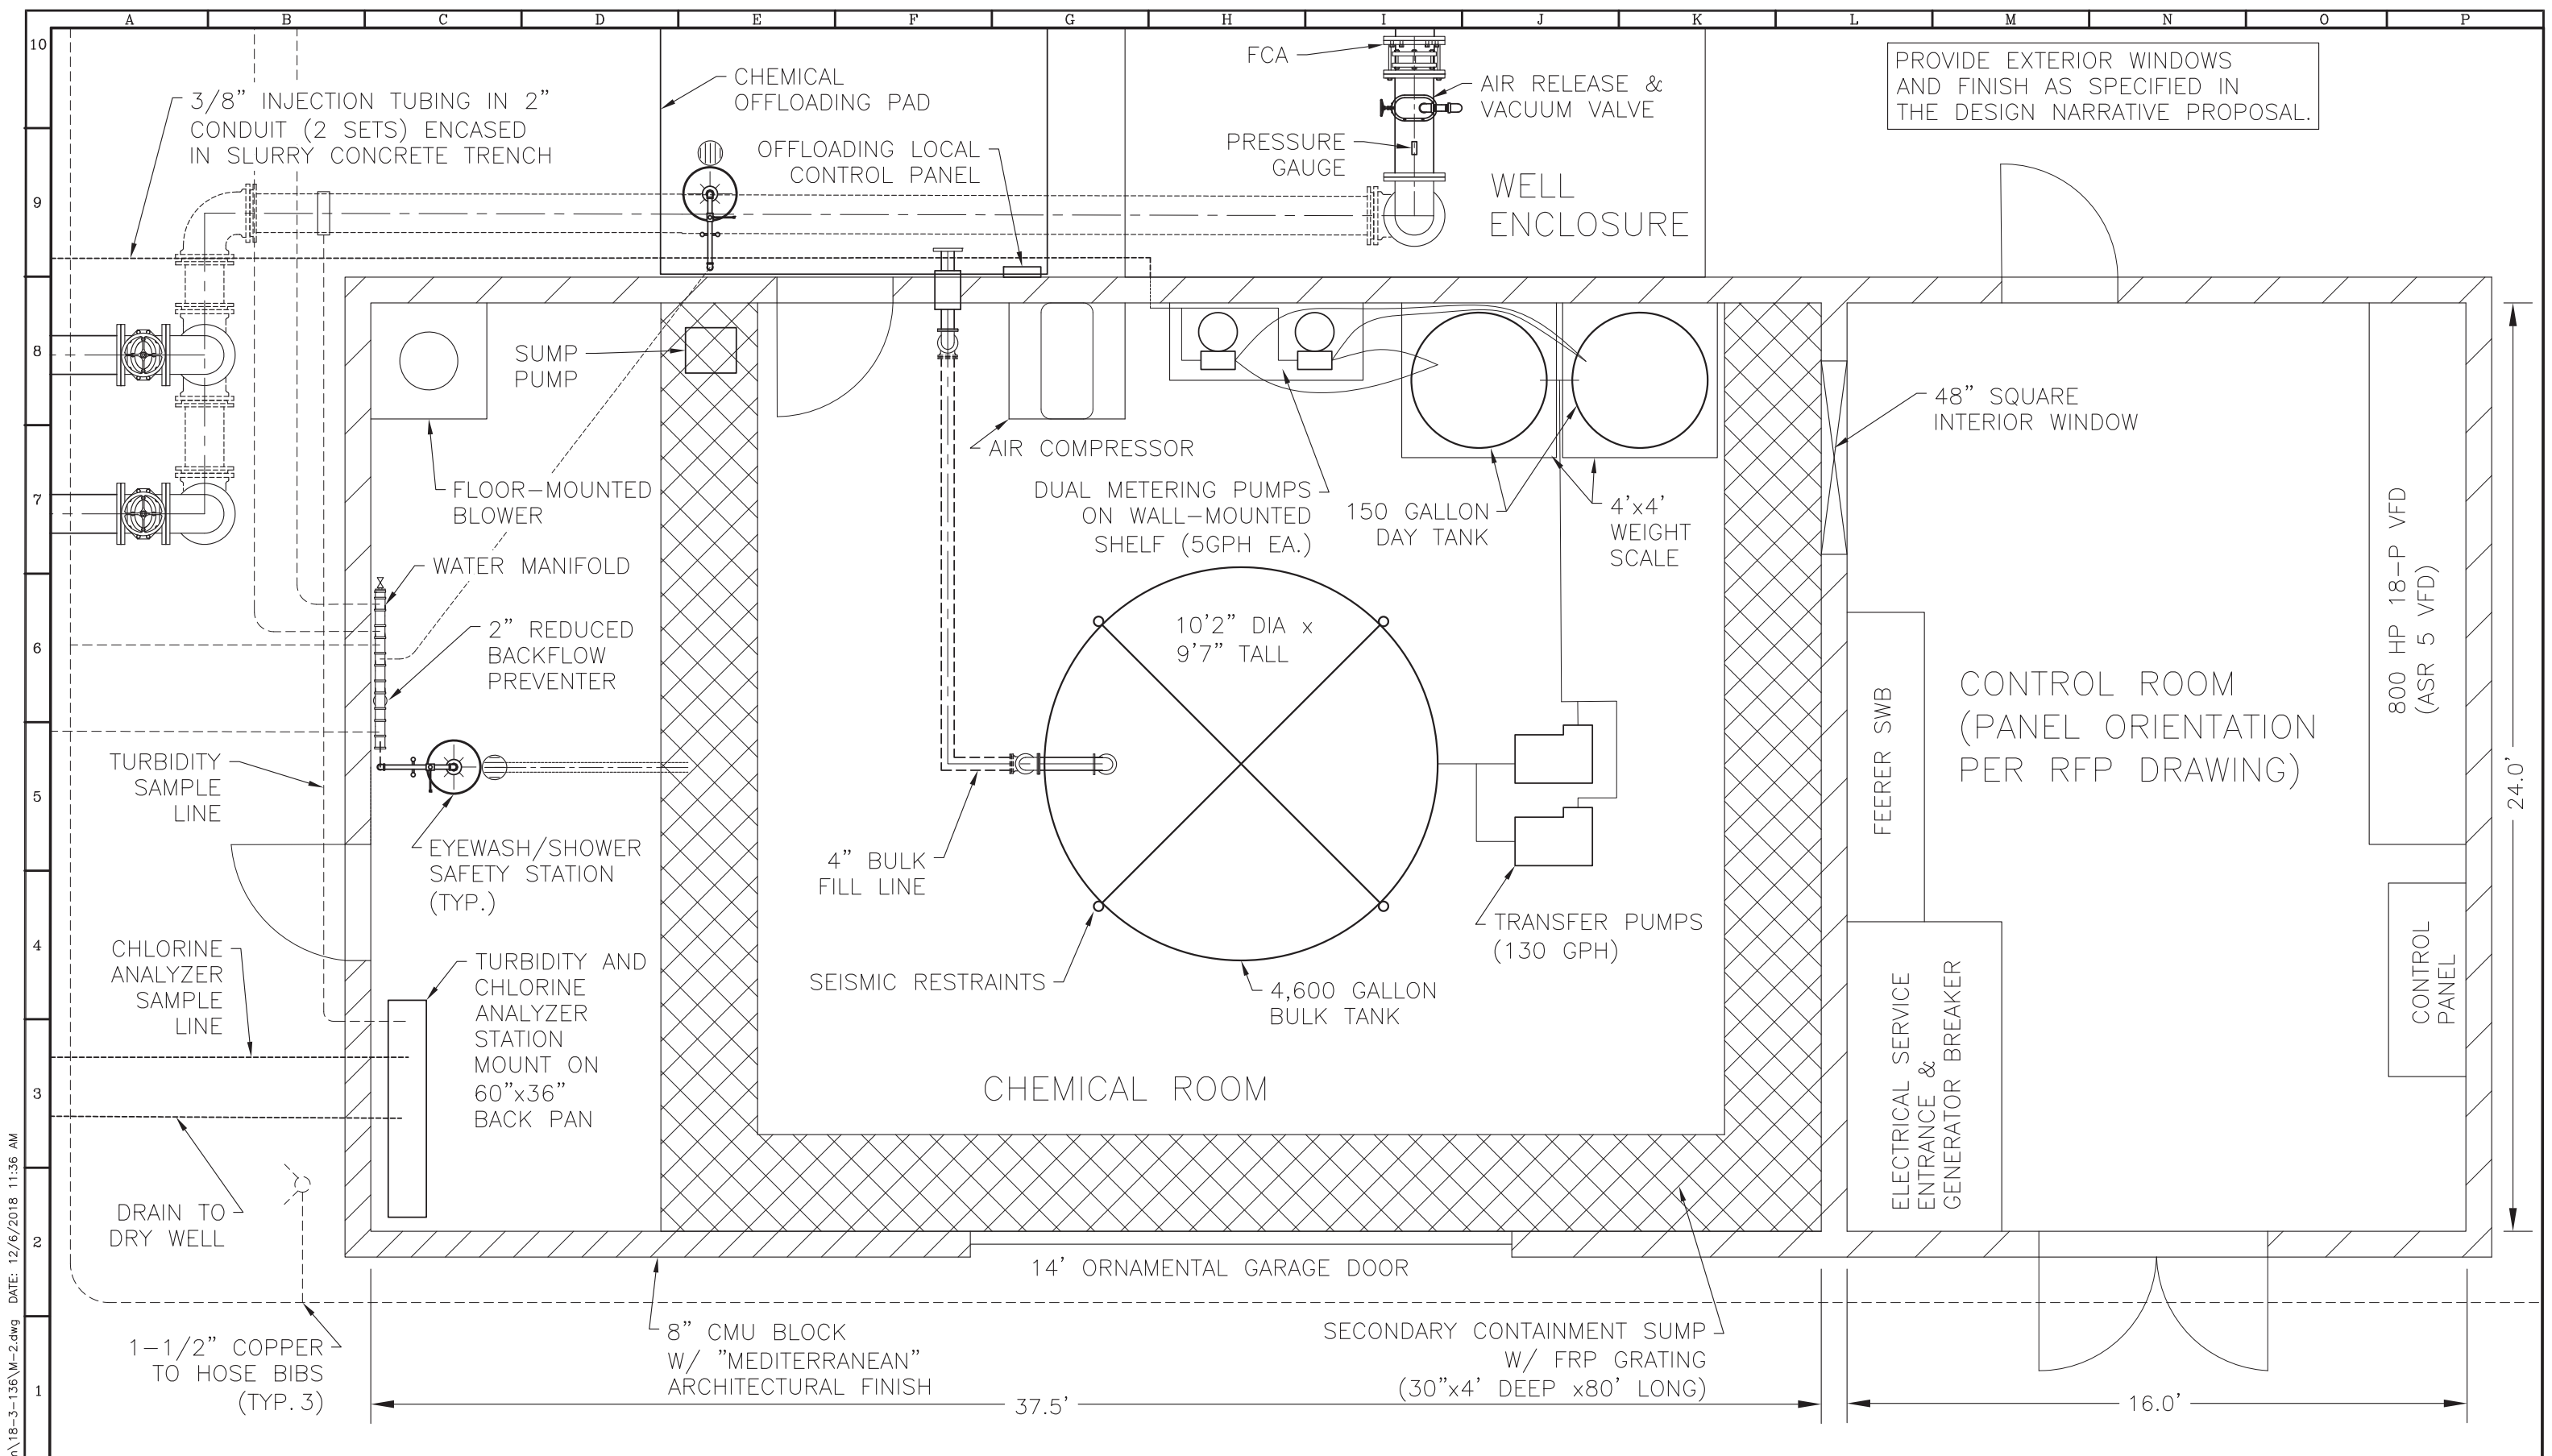 A B C D E F G H I J K L M N O P
10
9
8
7
6
5
4
3
2
1
3/8" INJECTION TUBING IN 2"
CONDUIT (2 SETS) ENCASED
IN SLURRY CONCRETE TRENCH
CHEMICAL
OFFLOADING PAD
OFFLOADING LOCAL
CONTROL PANEL
FCA
AIR RELEASE &
VACUUM VALVE
PRESSURE
GAUGE
WELL
ENCLOSURE
PROVIDE EXTERIOR WINDOWS
AND FINISH AS SPECIFIED IN
THE DESIGN NARRATIVE PROPOSAL.
SUMP
PUMP
FLOOR-MOUNTED
BLOWER
AIR COMPRESSOR
DUAL METERING PUMPS
ON WALL-MOUNTED
SHELF (5GPH EA.)
150 GALLON
DAY TANK
4'x4'
WEIGHT
SCALE
48" SQUARE
INTERIOR WINDOW
800 HP 18-P VFD
(ASR 5 VFD)
WATER MANIFOLD
2" REDUCED
BACKFLOW
PREVENTER
10'2" DIA x
9'7" TALL
CONTROL ROOM
(PANEL ORIENTATION
PER RFP DRAWING)
FEERER SWB
24.0'
TURBIDITY
SAMPLE
LINE
EYEWASH/SHOWER
SAFETY STATION
(TYP.)
4" BULK
FILL LINE
TRANSFER PUMPS
(130 GPH)
CHLORINE
ANALYZER
SAMPLE
LINE
TURBIDITY AND
CHLORINE
ANALYZER
STATION
MOUNT ON
60"x36"
BACK PAN
SEISMIC RESTRAINTS
4,600 GALLON
BULK TANK
CONTROL
PANEL
ELECTRICAL SERVICE
ENTRANCE &
GENERATOR BREAKER
CHEMICAL ROOM
DRAIN TO
DRY WELL
14' ORNAMENTAL GARAGE DOOR
1-1/2" COPPER
TO HOSE BIBS
(TYP. 3)
8" CMU BLOCK
W/ "MEDITERRANEAN"
ARCHITECTURAL FINISH
SECONDARY CONTAINMENT SUMP
W/ FRP GRATING
(30"x4' DEEP x80' LONG)
37.5'
16.0'
\18-3-136\M-2.dwg DATE: 12/6/2018 11:36 AM